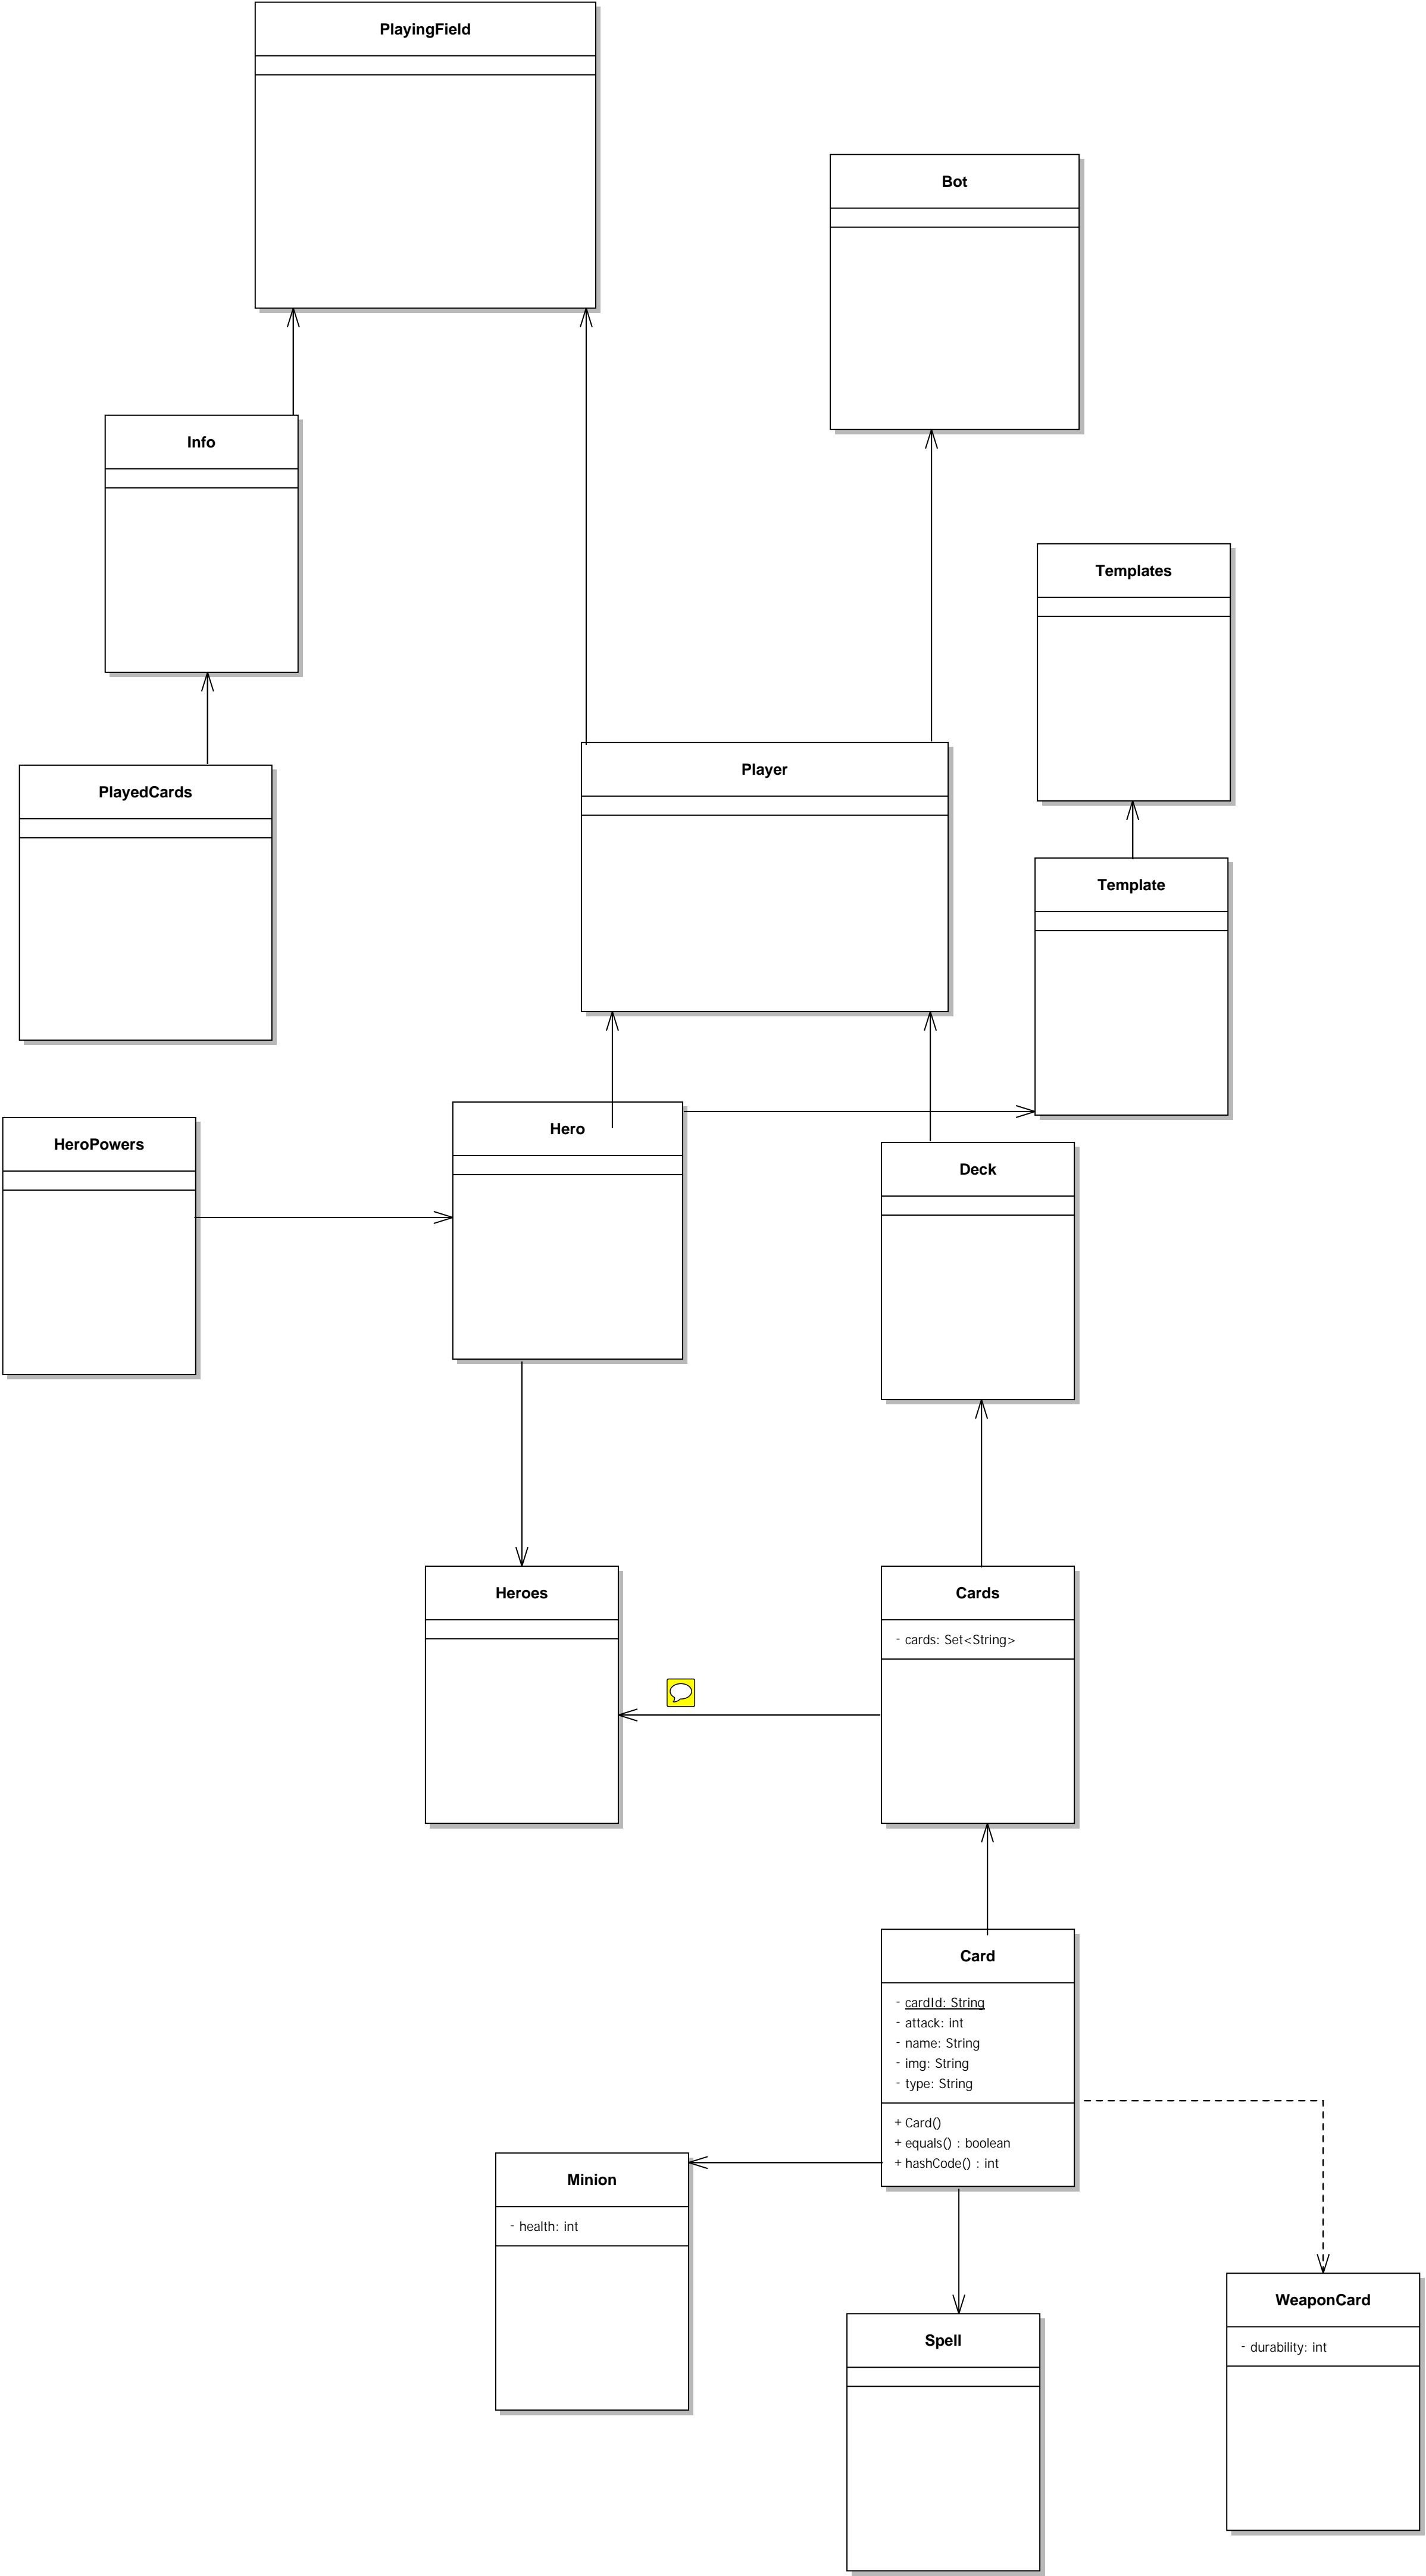 PlayingField
Bot
Info
Templates
PlayedCards
Player
Template
HeroPowers
Hero
Deck
Heroes
Cards
- cards: Set<String>
Card
- cardId: String
- attack: int
- name: String
- img: String
- type: String
+ Card()
+ equals() : boolean
+ hashCode() : int
Minion
- health: int
Spell
WeaponCard
- durability: int